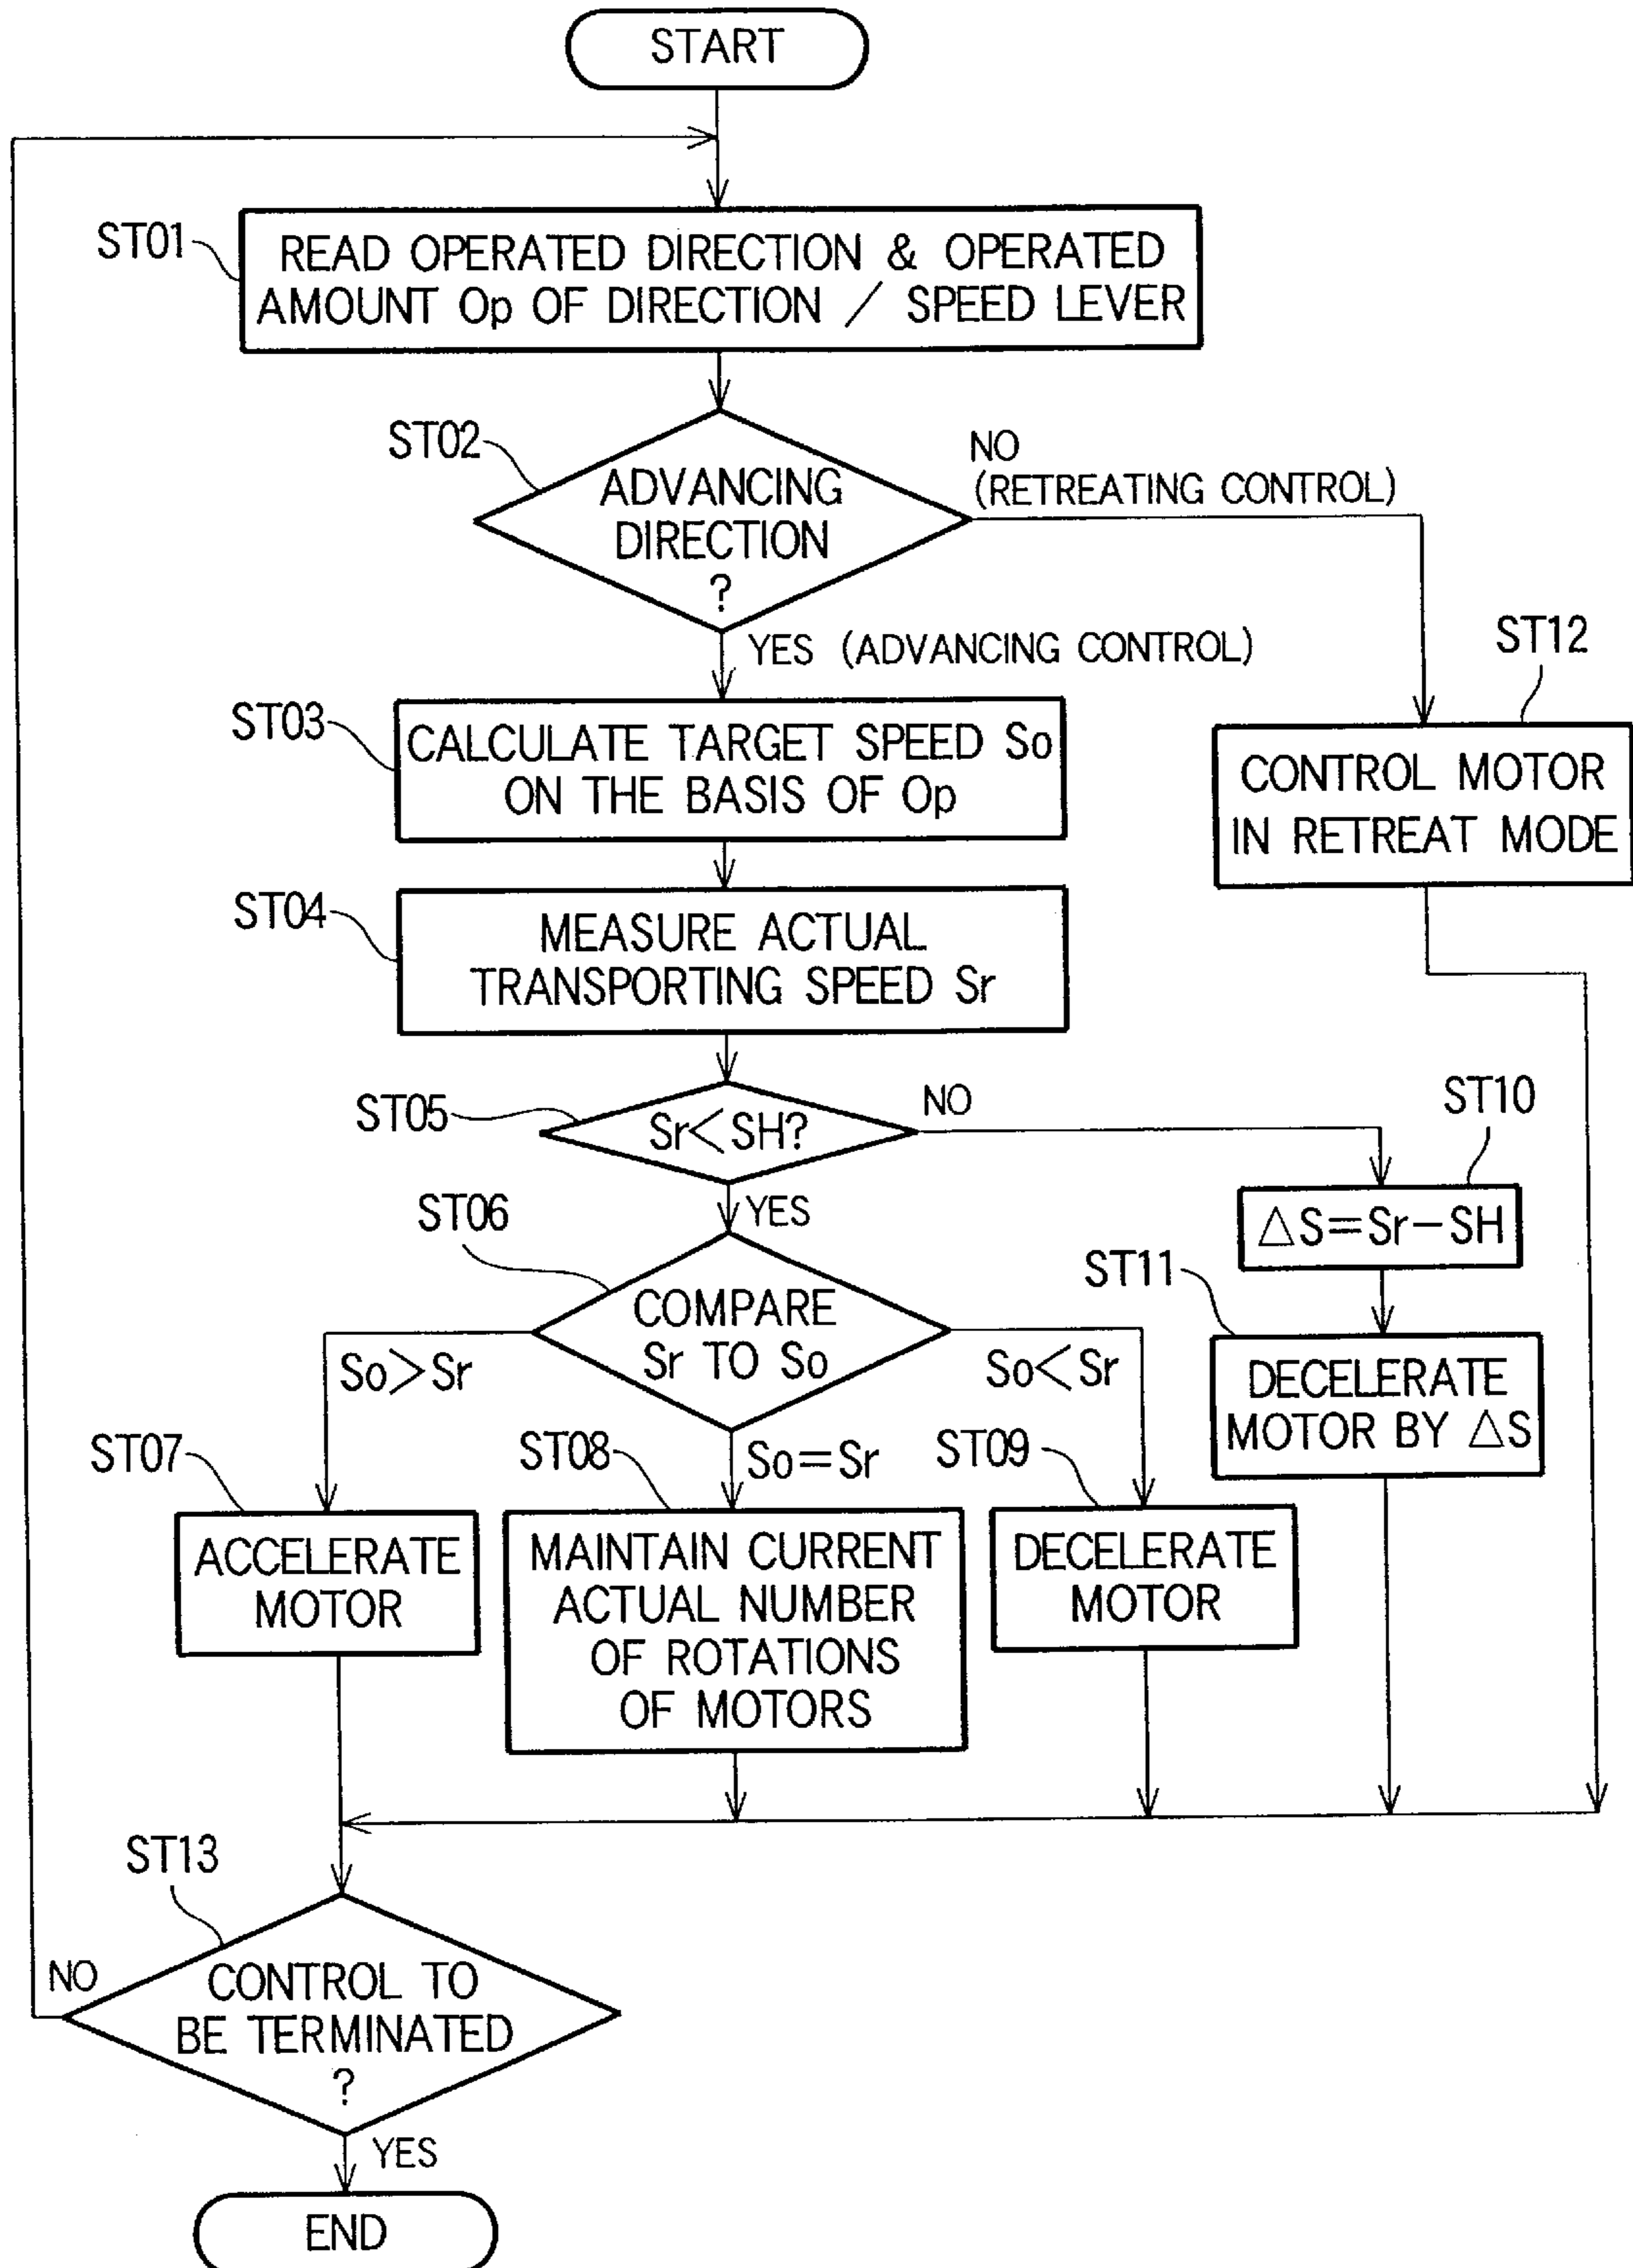 START
ST01
READ OPERATED DIRECTION & OPERATED
AMOUNT Op OF DIRECTION / SPEED LEVER
ST02
ADVANCING
DIRECTION
?
NO
(RETREATING CONTROL)
YES (ADVANCING CONTROL)
ST12
CONTROL MOTOR
IN RETREAT MODE
ST03
CALCULATE TARGET SPEED So
ON THE BASIS OF Op
ST04
MEASURE ACTUAL
TRANSPORTING SPEED Sr
ST05
Sr<SH?
NO
YES
ST10
△S=Sr-SH
ST11
DECELERATE
MOTOR BY △S
ST06
COMPARE
Sr TO So
So>Sr
So=Sr
So<Sr
ST07
ACCELERATE
MOTOR
ST08
MAINTAIN CURRENT
ACTUAL NUMBER
OF ROTATIONS
OF MOTORS
ST09
DECELERATE
MOTOR
ST13
CONTROL TO
BE TERMINATED
?
NO
YES
END